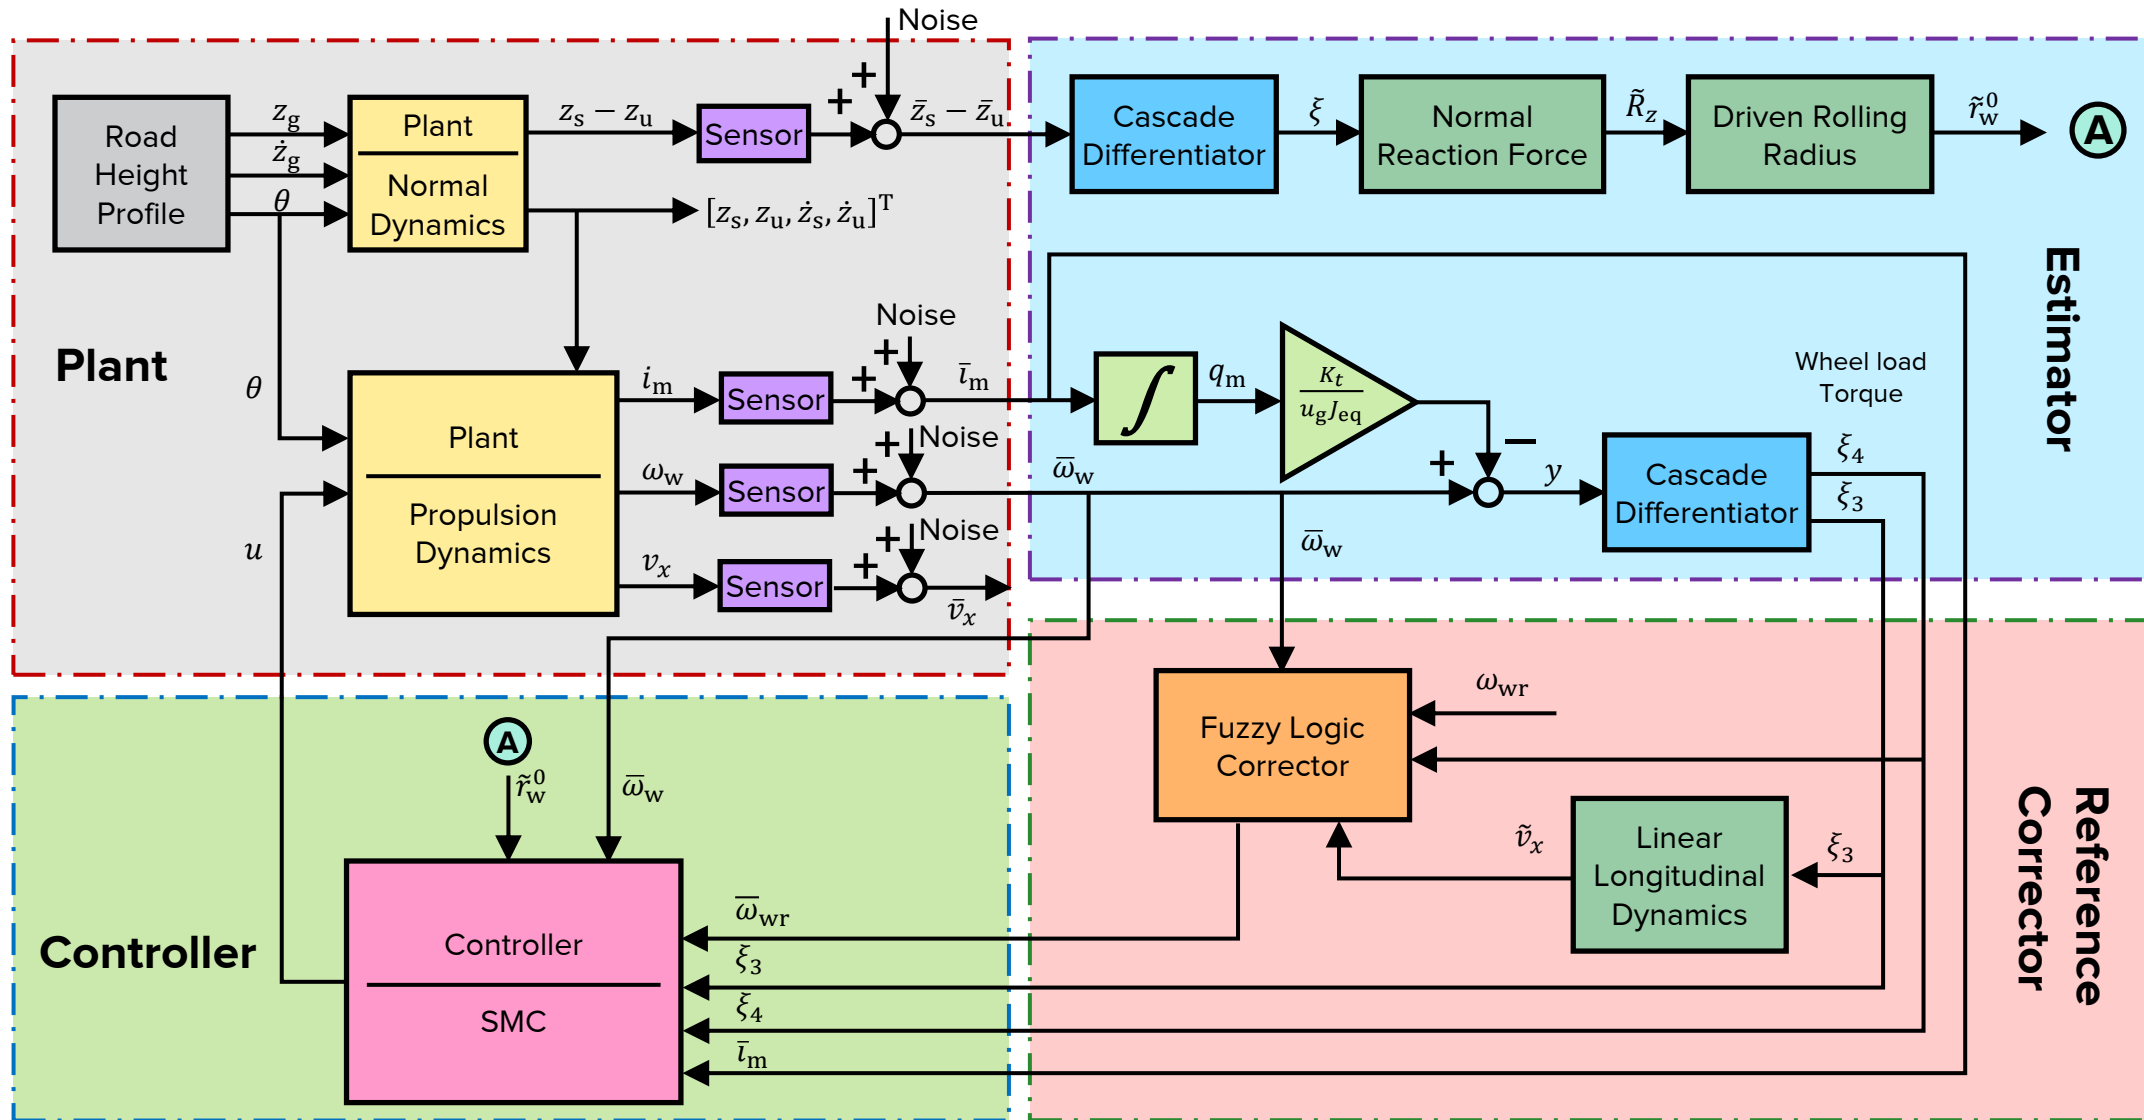 Noise
Road
Height
Profile
z_g
ż_g
θ
Plant
Normal
Dynamics
z_s − z_u
Sensor
+
+
z̄_s − z̄_u
[z_s, z_u, ż_s, ż_u]^T
Cascade
Differentiator
ξ
Normal
Reaction Force
R̃_z
Driven Rolling
Radius
r̃_w^0
A
Estimator
Plant
θ
u
Plant
Propulsion
Dynamics
i_m
Sensor
Noise
+
+
ī_m
ω_w
Sensor
Noise
+
+
ω̄_w
v_x
Sensor
Noise
+
+
v̄_x
∫
q_m
K_t
u_g J_eq
−
+
y
Wheel load
Torque
Cascade
Differentiator
ξ_4
ξ_3
ω̄_w
Fuzzy Logic
Corrector
ω_wr
ṽ_x
Linear
Longitudinal
Dynamics
ξ_3
Reference
Corrector
A
r̃_w^0
ω̄_w
Controller
Controller
SMC
ω̄_wr
ξ_3
ξ_4
ī_m